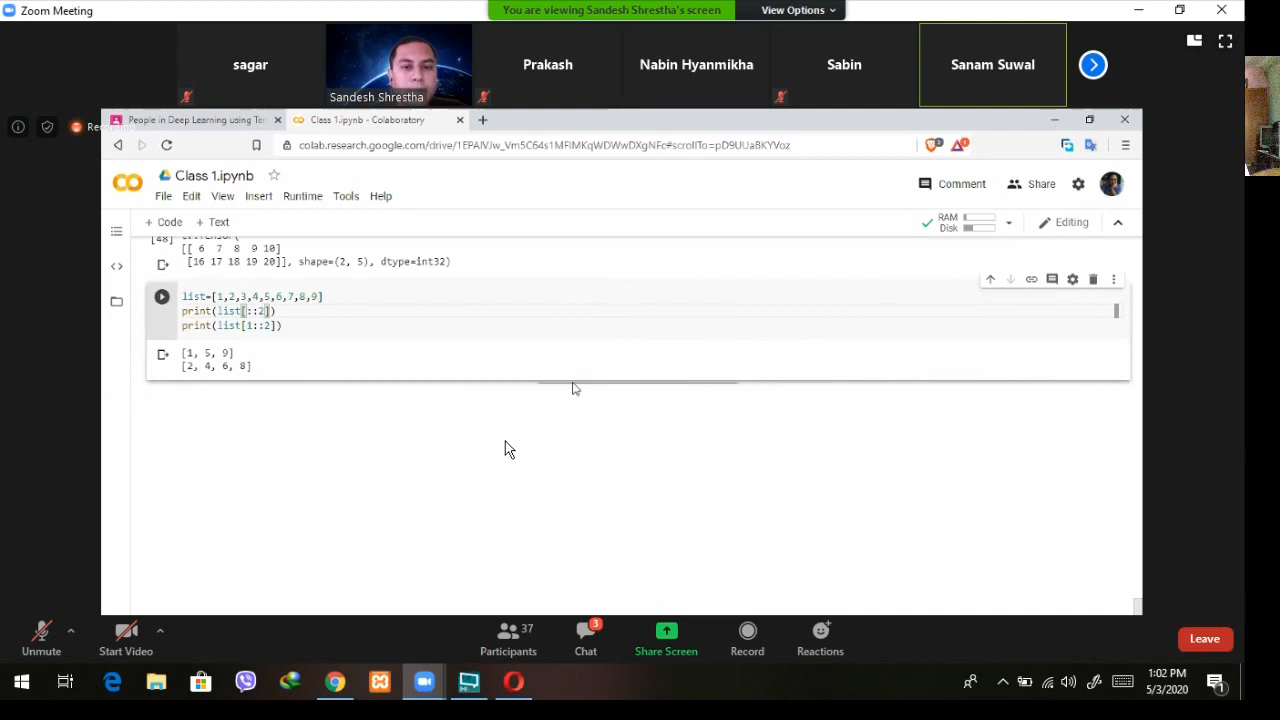 Zoom Meeting
You are viewing Sandesh Shrestha's screen
View Options
sagar
Sandesh Shrestha
Prakash
Nabin Hyanmikha
Sabin
Sanam Suwal
Recording
People in Deep Learning using Ter
Class 1.ipynb - Colaboratory
colab.research.google.com/drive/1EPAlVJw_Vm5C64s1MFlMKqWDWwDXgNFc#scrollTo=pD9UUaBKYVoz
Class 1.ipynb
File Edit View Insert Runtime Tools Help
Comment
Share
+ Code + Text
RAM
Disk
Editing
[48]
[[ 6 7 8 9 10]
[16 17 18 19 20]], shape=(2, 5), dtype=int32)
list=[1,2,3,4,5,6,7,8,9]
print(list[::2])
print(list[1::2])
[1, 5, 9]
[2, 4, 6, 8]
Unmute
Start Video
Participants
37
Chat
3
Share Screen
Record
Reactions
Leave
1:02 PM
5/3/2020
1